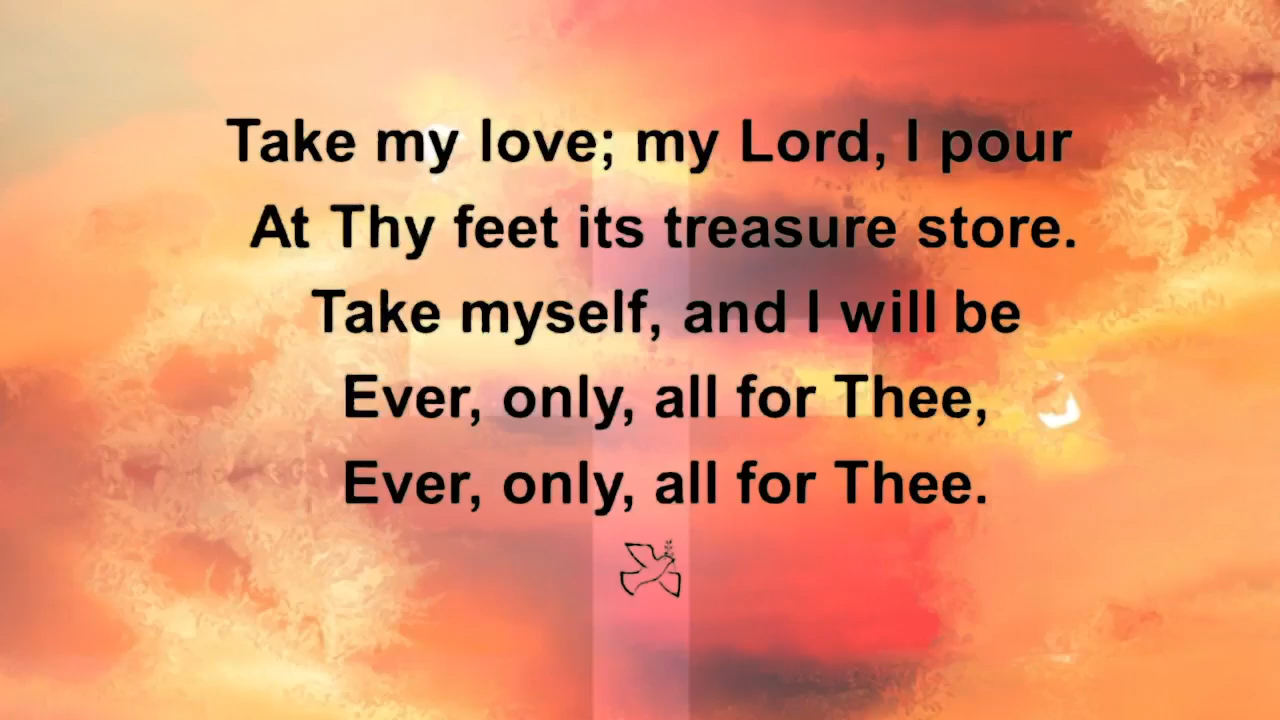 Take my love; my Lord, I pour
At Thy feet its treasure store.
Take myself, and I will be
Ever, only, all for Thee,
Ever, only, all for Thee.